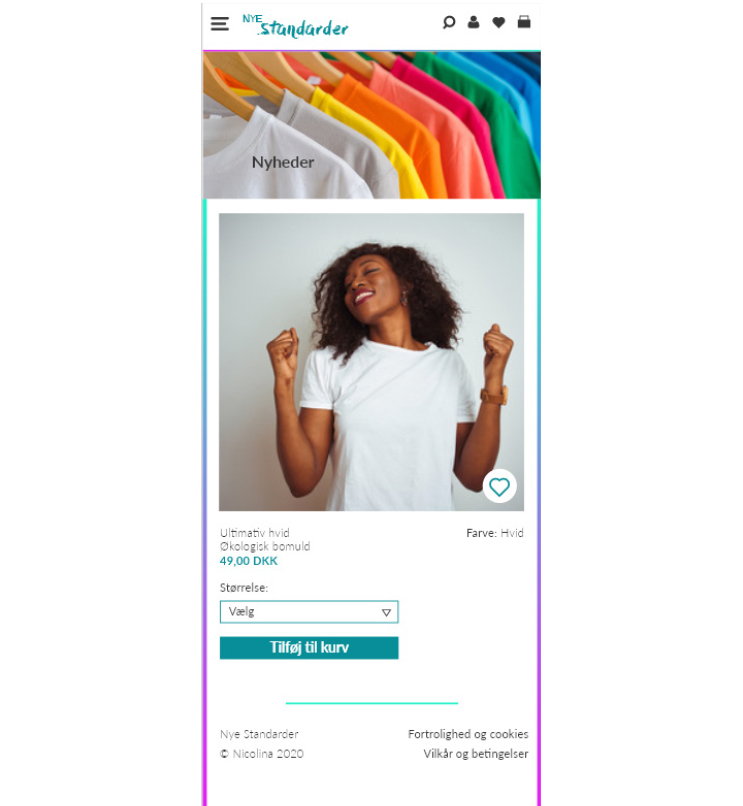 NYE
standarder
Nyheder
Ultimativ hvid
Farve: Hvid
Økologisk bomuld
49,00 DKK
Størrelse:
Vælg
Tilføj til kurv
Nye Standarder
Fortrolighed og cookies
© Nicolina 2020
Vilkår og betingelser